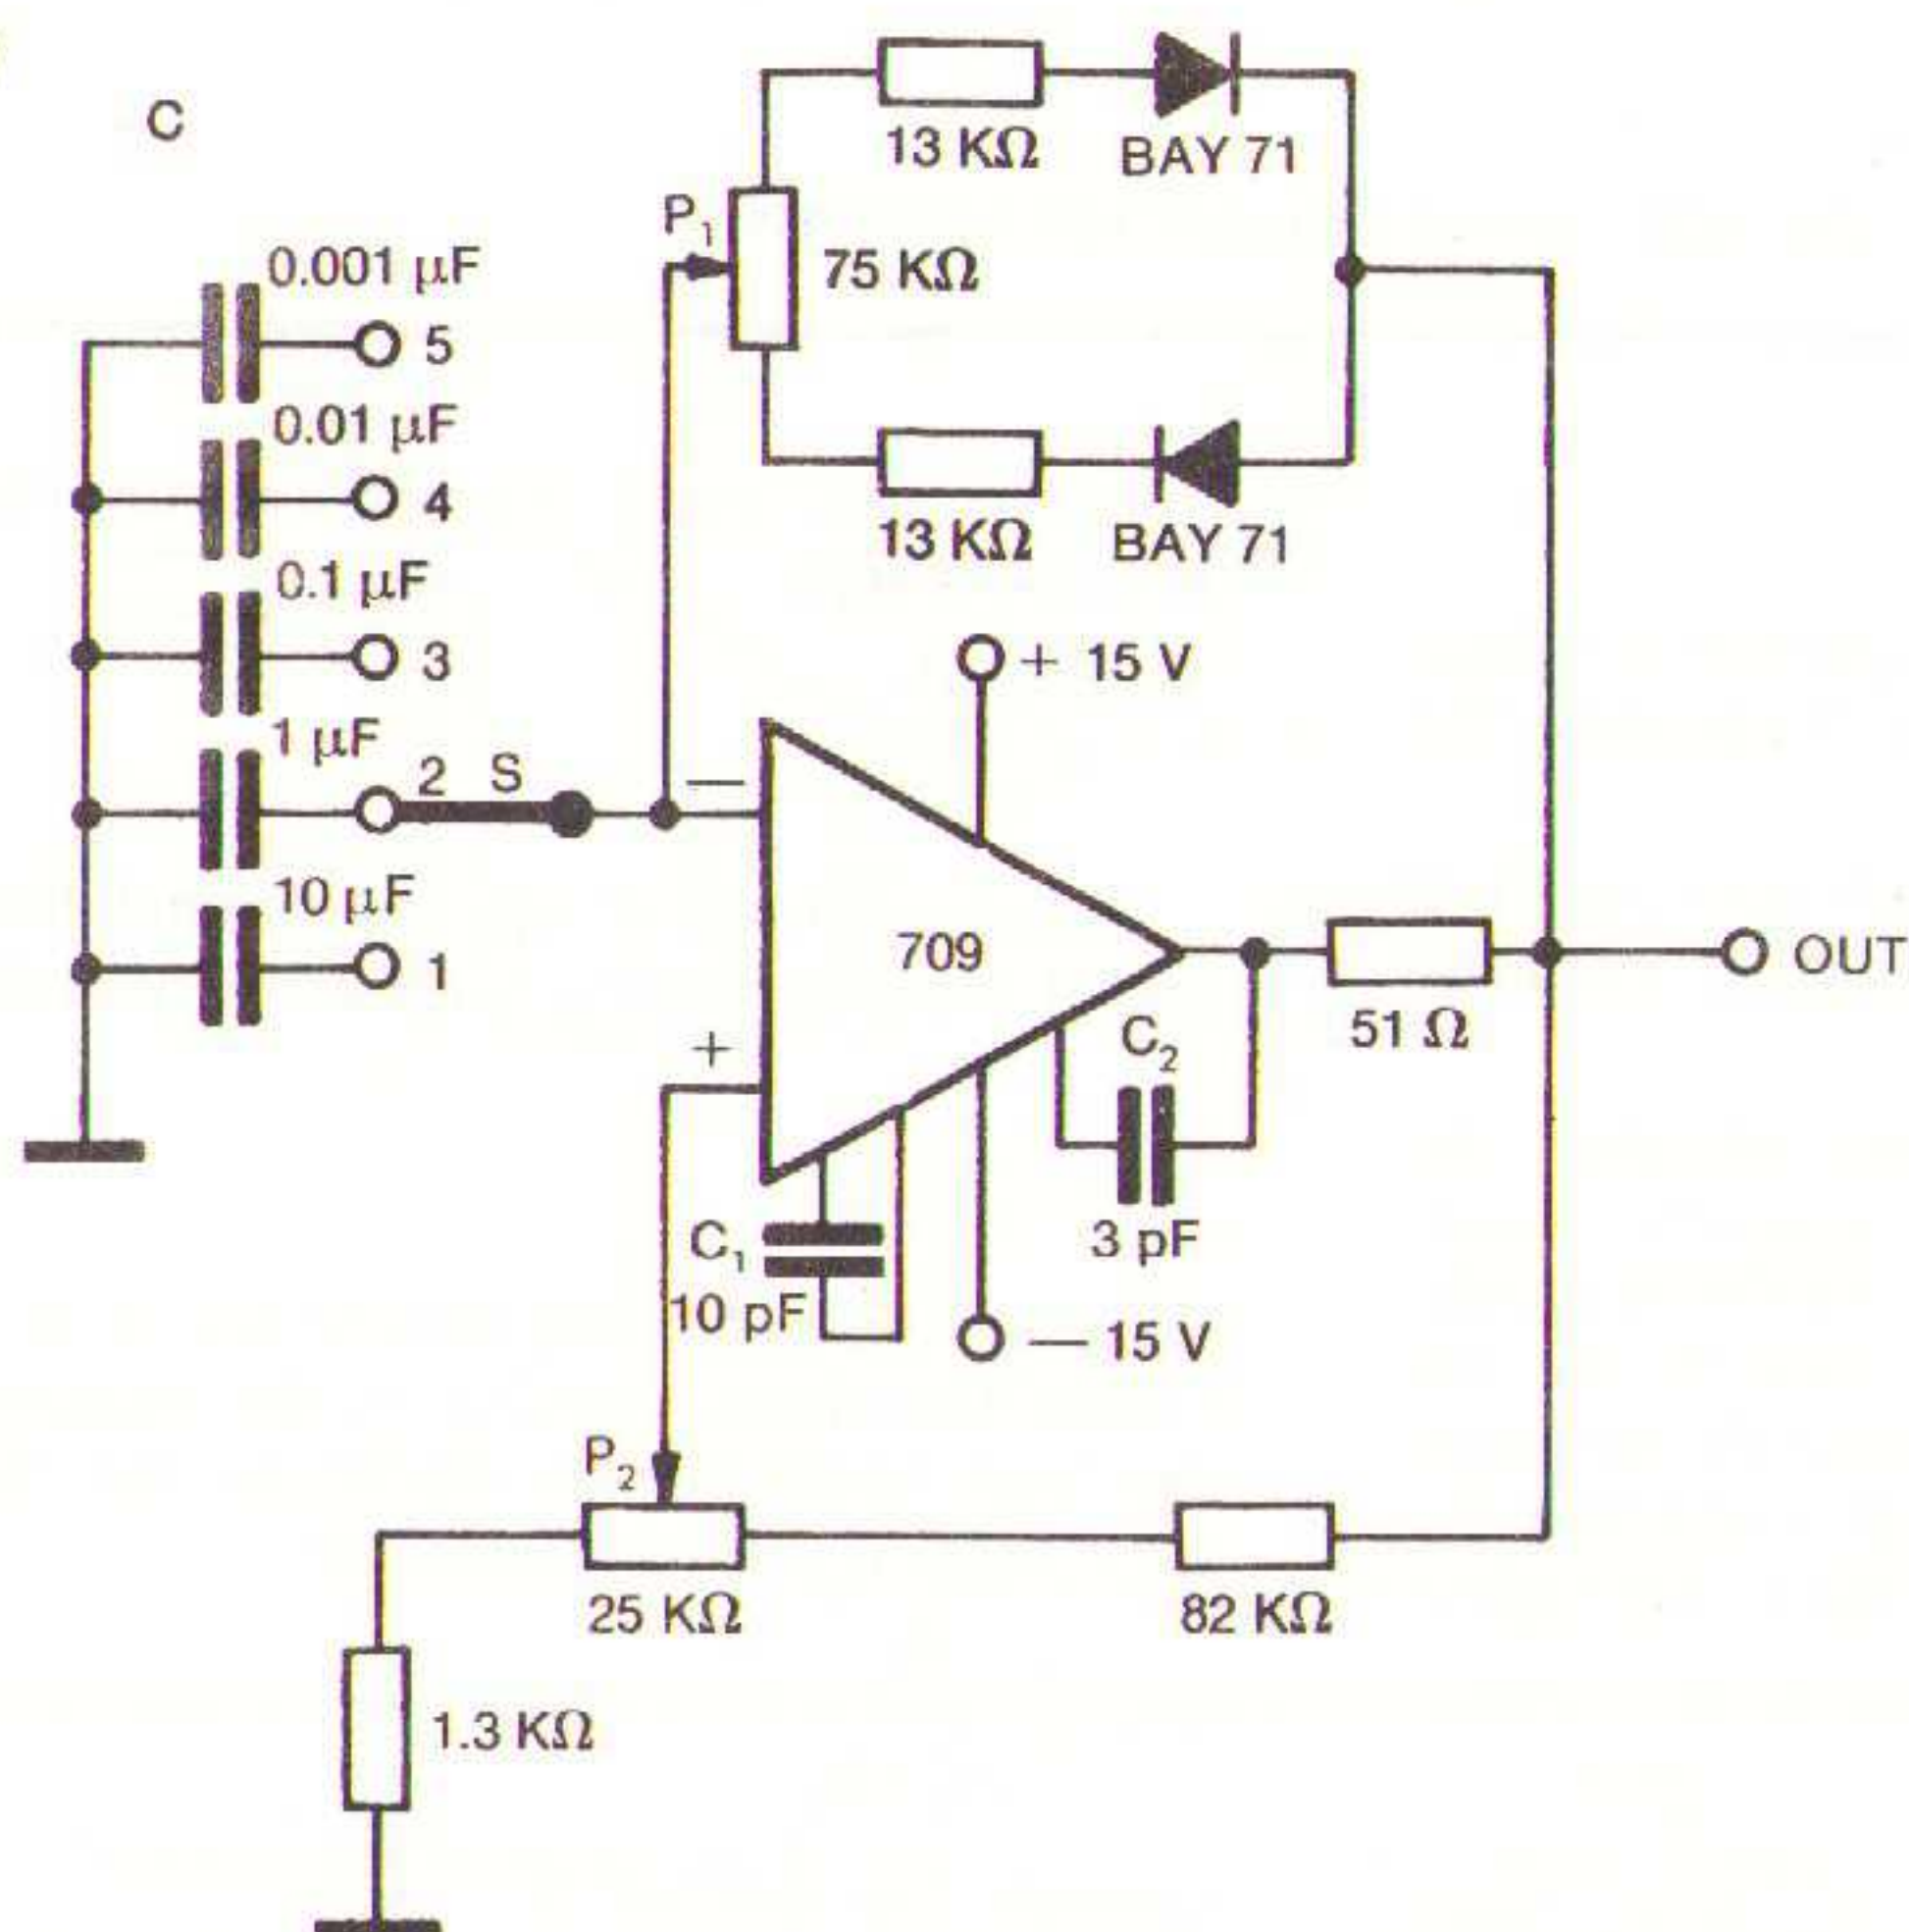 C
13 KΩ
BAY 71
P₁
75 KΩ
0.001 µF
5
0.01 µF
4
13 KΩ
BAY 71
0.1 µF
3
+ 15 V
1 µF
2
S
—
10 µF
1
709
OUT
+
C₂
51 Ω
C₁
10 pF
3 pF
— 15 V
P₂
25 KΩ
82 KΩ
1.3 KΩ